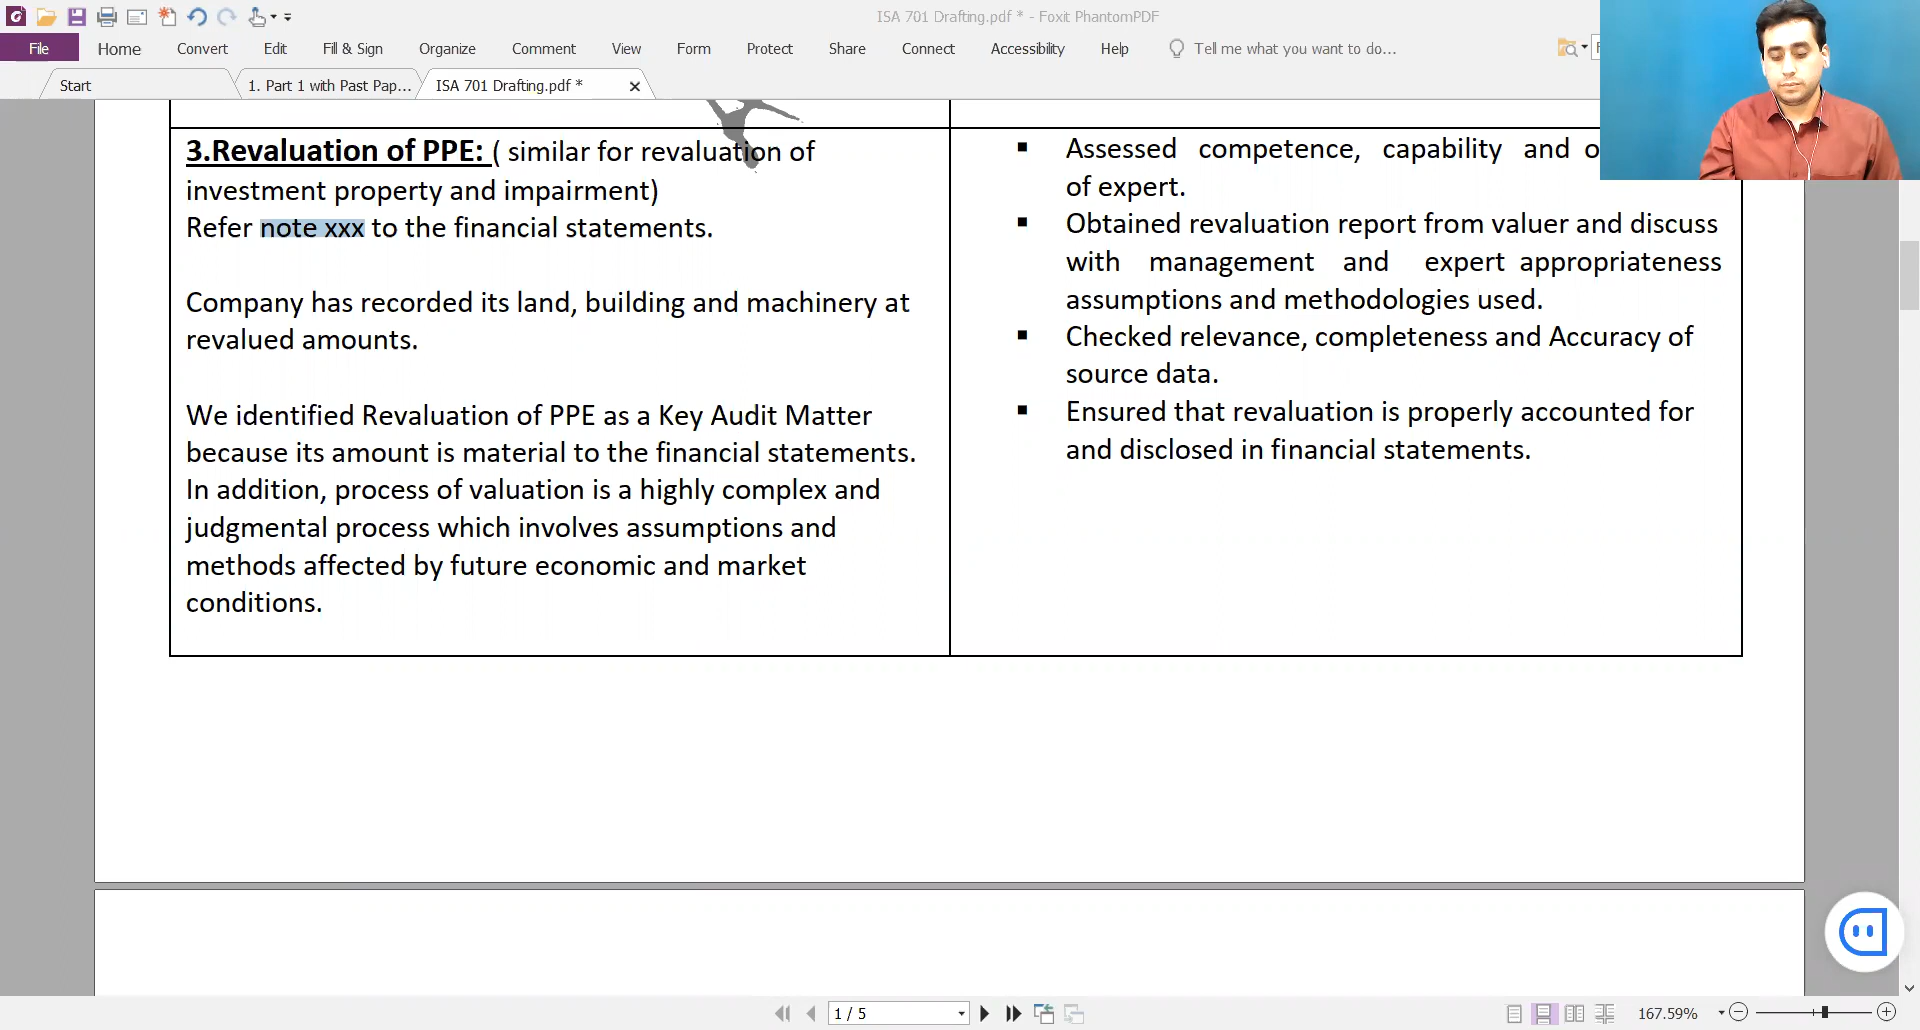 ISA 701 Drafting.pdf * - Foxit PhantomPDF
File Home Convert Edit Fill & Sign Organize Comment View Form Protect Share Connect Accessibility Help Tell me what you want to do...
Start 1. Part 1 with Past Pap... ISA 701 Drafting.pdf *
3.Revaluation of PPE: ( similar for revaluation of
investment property and impairment)
Refer note xxx to the financial statements.
Company has recorded its land, building and machinery at
revalued amounts.
We identified Revaluation of PPE as a Key Audit Matter
because its amount is material to the financial statements.
In addition, process of valuation is a highly complex and
judgmental process which involves assumptions and
methods affected by future economic and market
conditions.
▪ Assessed competence, capability and
of expert.
▪ Obtained revaluation report from valuer and discuss
with management and expert appropriateness
assumptions and methodologies used.
▪ Checked relevance, completeness and Accuracy of
source data.
▪ Ensured that revaluation is properly accounted for
and disclosed in financial statements.
1 / 5
167.59%